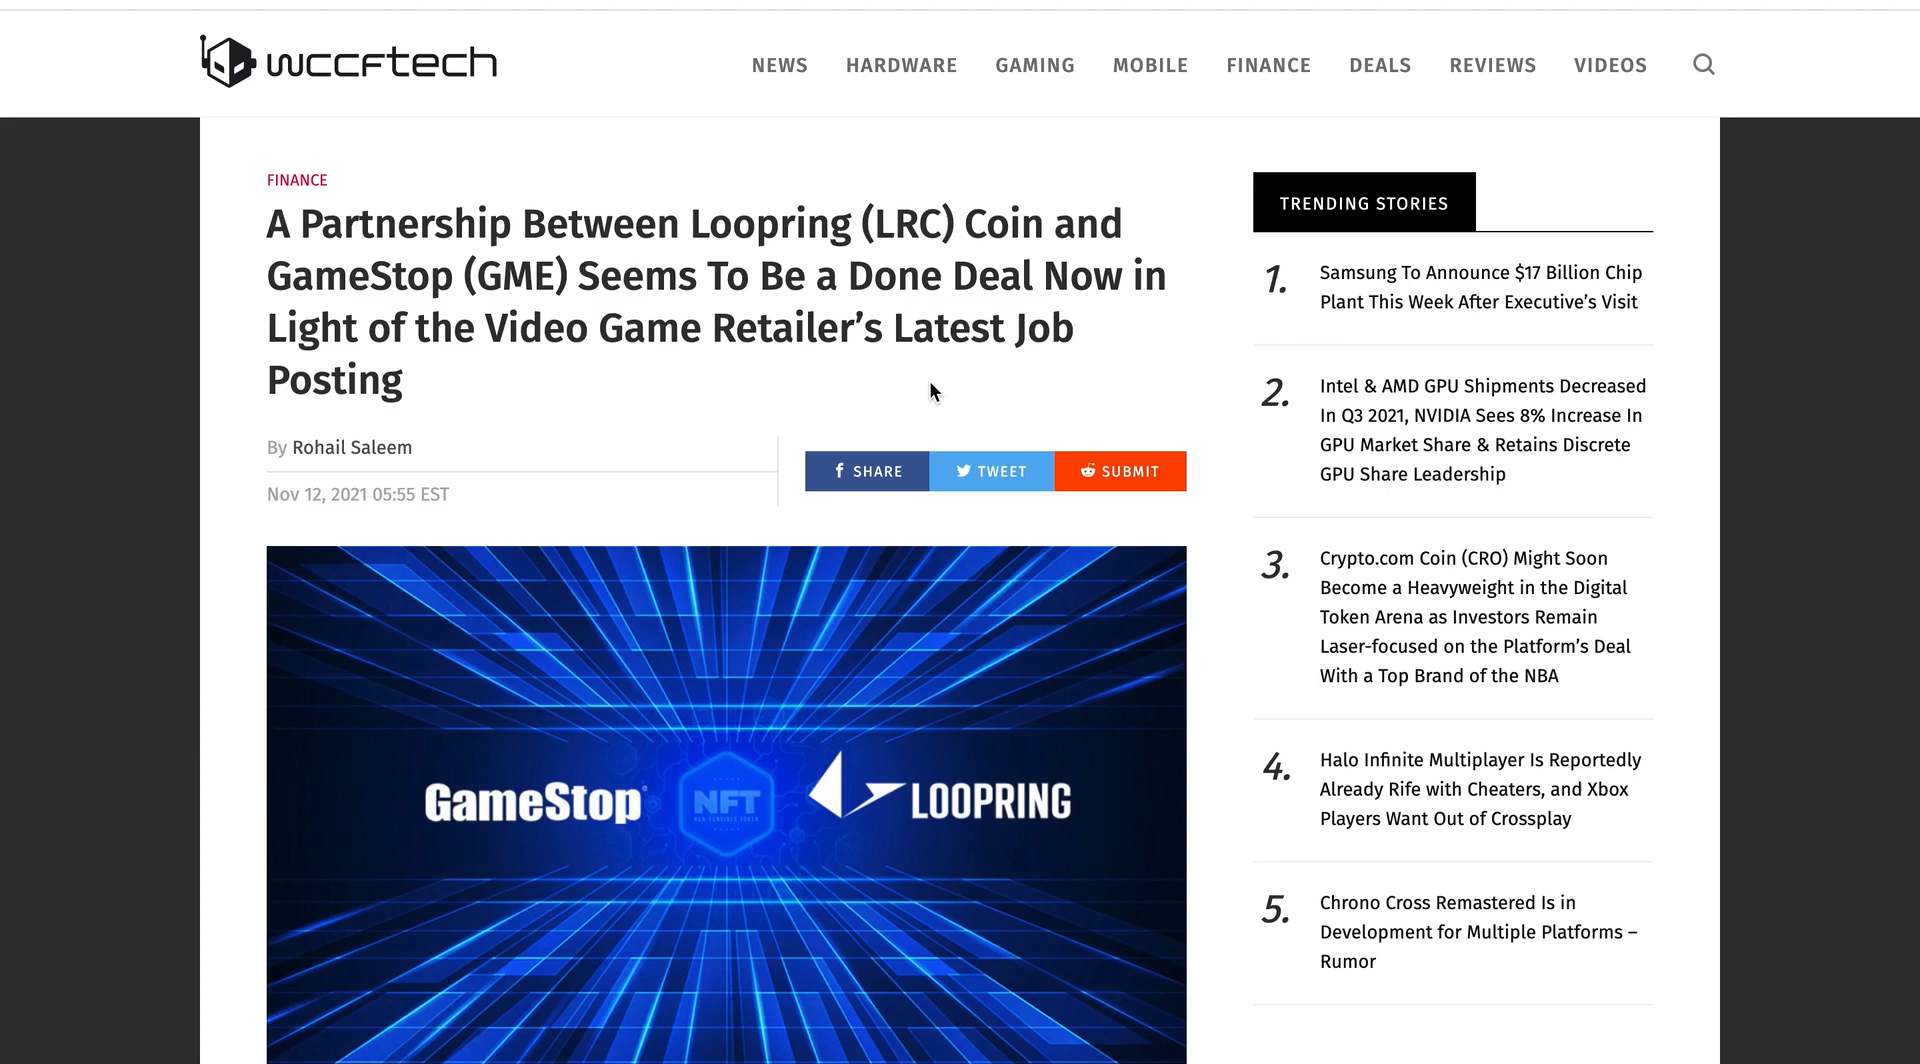 wccftech
NEWS
HARDWARE
GAMING
MOBILE
FINANCE
DEALS
REVIEWS
VIDEOS
FINANCE
A Partnership Between Loopring (LRC) Coin and
GameStop (GME) Seems To Be a Done Deal Now in
Light of the Video Game Retailer’s Latest Job
Posting
By Rohail Saleem
Nov 12, 2021 05:55 EST
SHARE
TWEET
SUBMIT
GameStop
NFT
NON-FUNGIBLE TOKEN
LOOPRING
TRENDING STORIES
1.
Samsung To Announce $17 Billion Chip
Plant This Week After Executive’s Visit
2.
Intel & AMD GPU Shipments Decreased
In Q3 2021, NVIDIA Sees 8% Increase In
GPU Market Share & Retains Discrete
GPU Share Leadership
3.
Crypto.com Coin (CRO) Might Soon
Become a Heavyweight in the Digital
Token Arena as Investors Remain
Laser-focused on the Platform’s Deal
With a Top Brand of the NBA
4.
Halo Infinite Multiplayer Is Reportedly
Already Rife with Cheaters, and Xbox
Players Want Out of Crossplay
5.
Chrono Cross Remastered Is in
Development for Multiple Platforms –
Rumor